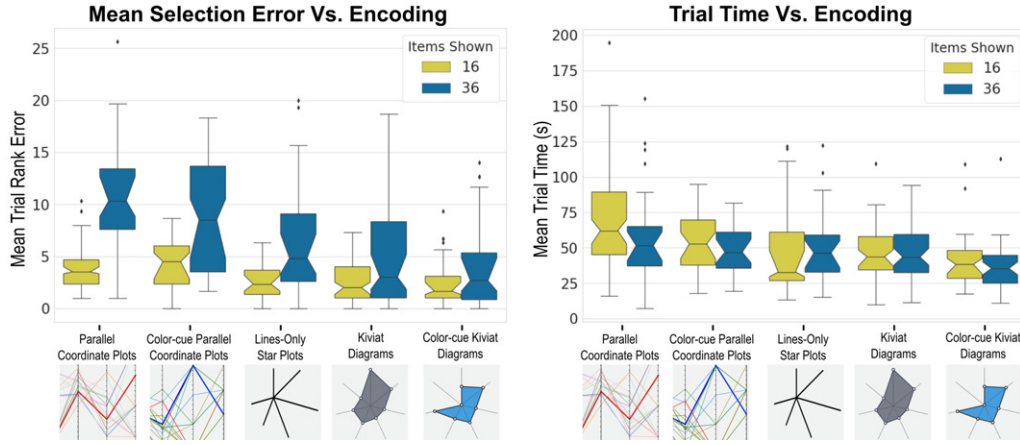 Mean Selection Error Vs. Encoding
25
20
15
10
5
0
Mean Trial Rank Error
Items Shown
16
36
Parallel
Coordinate Plots
Color-cue Parallel
Coordinate Plots
Lines-Only
Star Plots
Kiviat
Diagrams
Color-cue Kiviat
Diagrams
Trial Time Vs. Encoding
200
175
150
125
100
75
50
25
0
Mean Trial Time (s)
Items Shown
16
36
Parallel
Coordinate Plots
Color-cue Parallel
Coordinate Plots
Lines-Only
Star Plots
Kiviat
Diagrams
Color-cue Kiviat
Diagrams